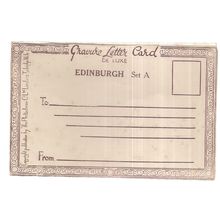 Gravure Letter Card
DE LUXE
EDINBURGH Set A
To
From